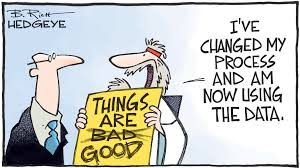 B. Rich
HEDGEYE
I'VE
CHANGED MY
PROCESS
AND AM
NOW USING
THE DATA.
THINGS
ARE
BAD
GOOD